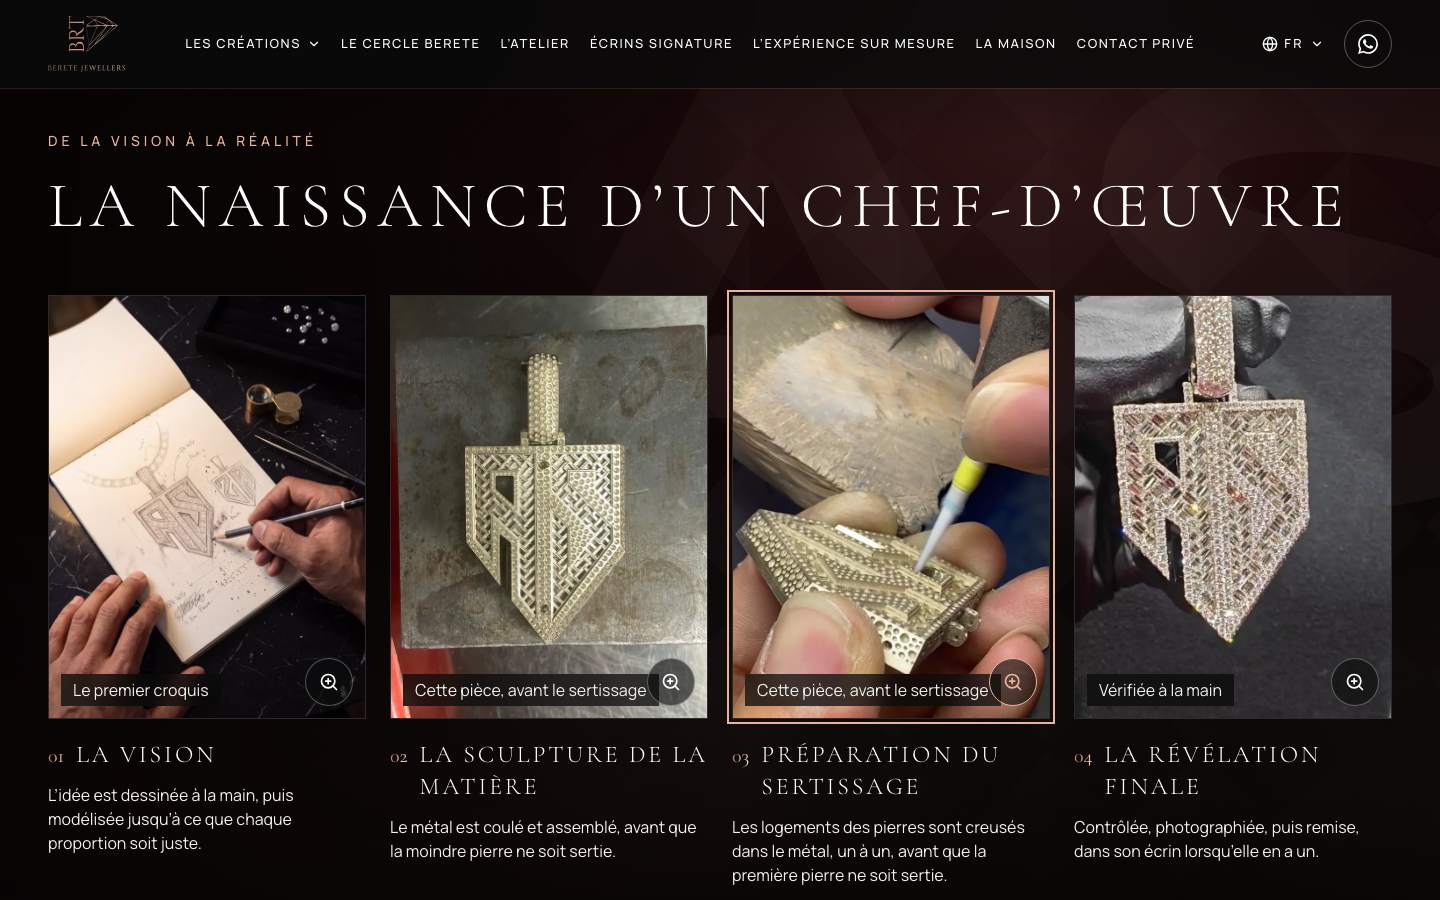 BRT
BERETE JEWELLERS
LES CRÉATIONS
LE CERCLE BERETE
L'ATELIER
ÉCRINS SIGNATURE
L'EXPÉRIENCE SUR MESURE
LA MAISON
CONTACT PRIVÉ
FR
DE LA VISION À LA RÉALITÉ
LA NAISSANCE D’UN CHEF-D’ŒUVRE
Le premier croquis
Cette pièce, avant le sertissage
Cette pièce, avant le sertissage
Vérifiée à la main
01 LA VISION
L’idée est dessinée à la main, puis
modélisée jusqu’à ce que chaque
proportion soit juste.
02 LA SCULPTURE DE LA
MATIÈRE
Le métal est coulé et assemblé, avant que
la moindre pierre ne soit sertie.
03 PRÉPARATION DU
SERTISSAGE
Les logements des pierres sont creusés
dans le métal, un à un, avant que la
première pierre ne soit sertie.
04 LA RÉVÉLATION
FINALE
Contrôlée, photographiée, puis remise,
dans son écrin lorsqu’elle en a un.